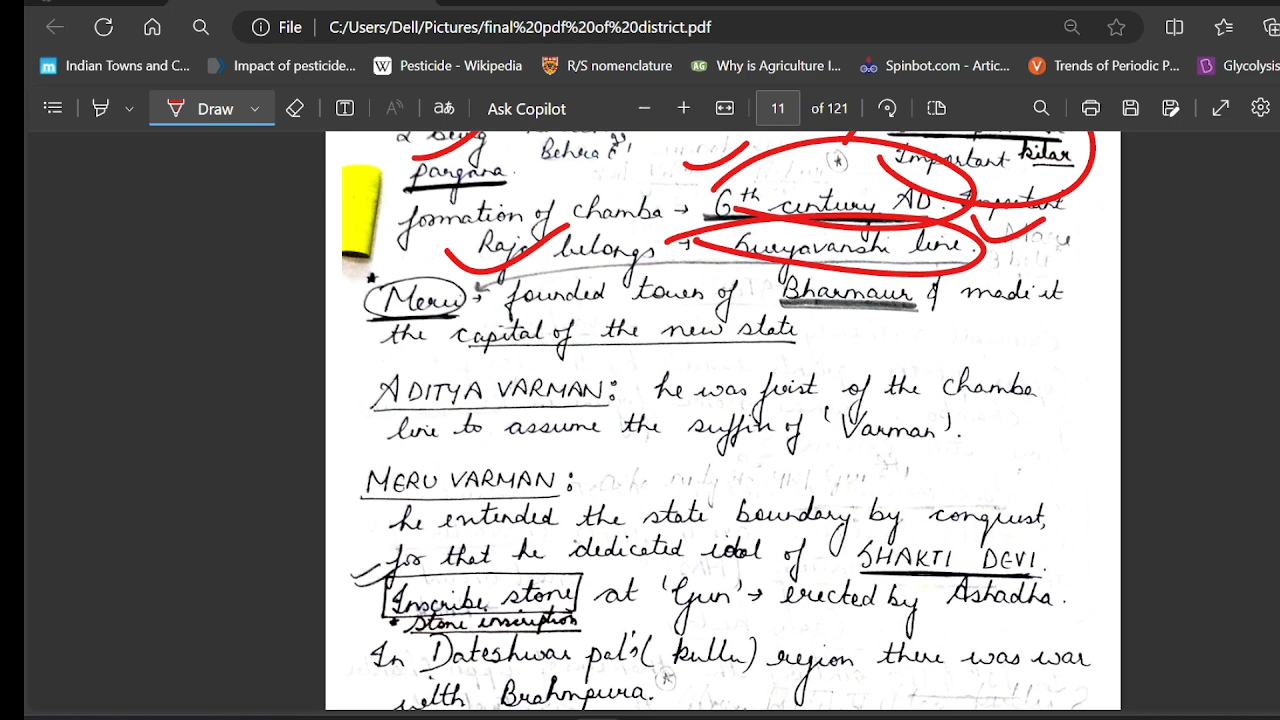 File C:/Users/Dell/Pictures/final%20pdf%20of%20district.pdf
Indian Towns and C... Impact of pesticide... Pesticide - Wikipedia R/S nomenclature Why is Agriculture I... Spinbot.com - Artic... Trends of Periodic P... Glycolysis
Draw Ask Copilot 11 of 121
Behra
Important kilar
pargana.
formation of chamba → 6th century AD. Important
Raja belongs → Suryavanshi line.
Meru → founded town of Bharmaur & made it
the capital of the new state
ADITYA VARMAN: he was first of the chamba
line to assume the suffix of 'Varman'.
MERU VARMAN:
he extended the state boundary by conquest,
for that he dedicated idol of SHAKTI DEVI.
Inscribe stone at 'Gun' → erected by Ashadha.
* Stone inscription
In Dateshwar pal's (kullu) region there was war
with Brahmpura.